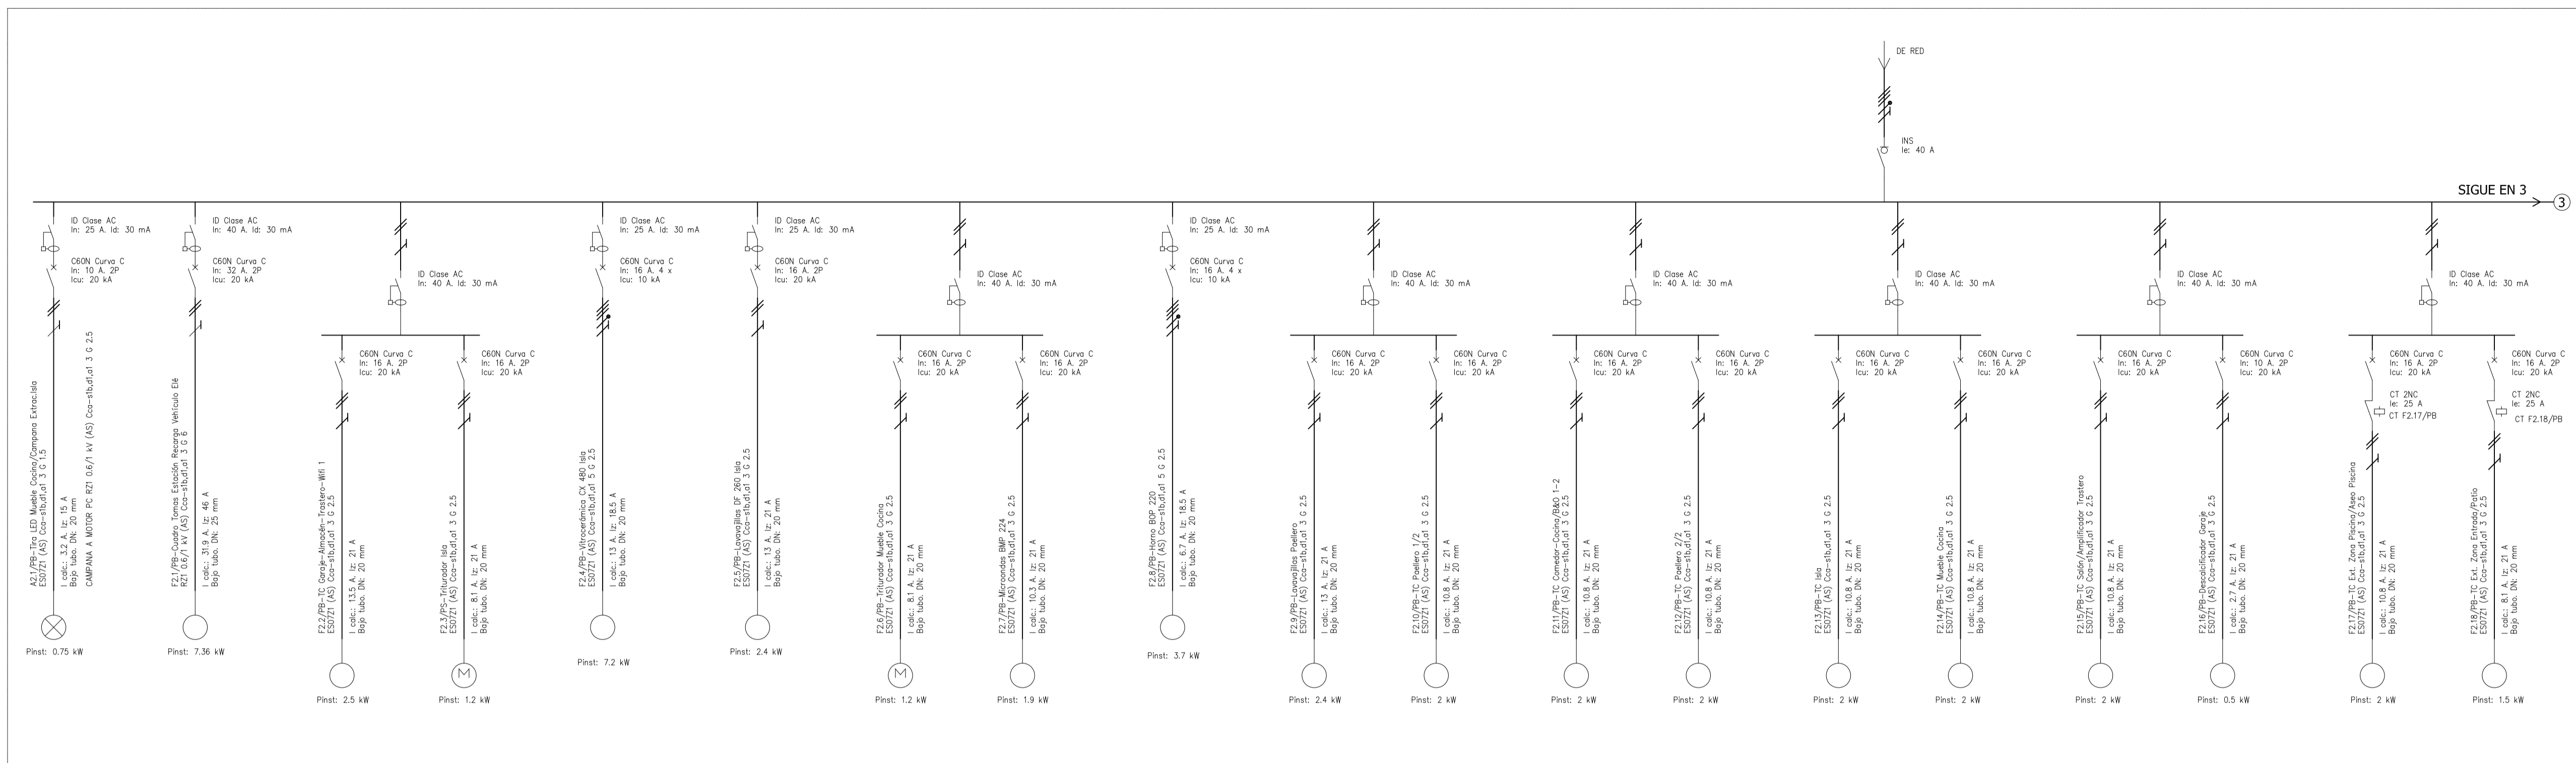 DE RED
INS
Ie: 40 A
SIGUE EN 3
3
ID Clase AC
In: 25 A. Id: 30 mA
C60N Curva C
In: 10 A. 2P
Icu: 20 kA
A2.1/PB-Tira LED Mueble Cocina/Campana Extrac.Isla
ES07Z1 (AS) Cca-s1b,d1,a1 3 G 1.5
I calc.: 3.2 A. Iz: 15 A
Bajo tubo. DN: 20 mm
CAMPANA A MOTOR PC RZ1 0.6/1 kV (AS) Cca-s1b,d1,a1 3 G 2.5
Pinst: 0.75 kW
ID Clase AC
In: 40 A. Id: 30 mA
C60N Curva C
In: 32 A. 2P
Icu: 20 kA
F2.1/PB-Cuadro Tomas Estación Recarga Vehículo Elé
RZ1 0.6/1 kV (AS) Cca-s1b,d1,a1 3 G 6
I calc.: 31.9 A. Iz: 46 A
Bajo tubo. DN: 25 mm
Pinst: 7.36 kW
ID Clase AC
In: 40 A. Id: 30 mA
C60N Curva C
In: 16 A. 2P
Icu: 20 kA
F2.2/PB-TC Garaje-Almacén-Trastero-Wifi 1
ES07Z1 (AS) Cca-s1b,d1,a1 3 G 2.5
I calc.: 13.5 A. Iz: 21 A
Bajo tubo. DN: 20 mm
Pinst: 2.5 kW
C60N Curva C
In: 16 A. 2P
Icu: 20 kA
F2.3/PS-Triturador Isla
ES07Z1 (AS) Cca-s1b,d1,a1 3 G 2.5
I calc.: 8.1 A. Iz: 21 A
Bajo tubo. DN: 20 mm
M
Pinst: 1.2 kW
ID Clase AC
In: 25 A. Id: 30 mA
C60N Curva C
In: 16 A. 4 x
Icu: 10 kA
F2.4/PB-Vitrocerámica CX 480 Isla
ES07Z1 (AS) Cca-s1b,d1,a1 5 G 2.5
I calc.: 13 A. Iz: 18.5 A
Bajo tubo. DN: 20 mm
Pinst: 7.2 kW
ID Clase AC
In: 25 A. Id: 30 mA
C60N Curva C
In: 16 A. 2P
Icu: 20 kA
F2.5/PB-Lavavajillas DF 260 Isla
ES07Z1 (AS) Cca-s1b,d1,a1 3 G 2.5
I calc.: 13 A. Iz: 21 A
Bajo tubo. DN: 20 mm
Pinst: 2.4 kW
ID Clase AC
In: 40 A. Id: 30 mA
C60N Curva C
In: 16 A. 2P
Icu: 20 kA
F2.6/PB-Triturador Mueble Cocina
ES07Z1 (AS) Cca-s1b,d1,a1 3 G 2.5
I calc.: 8.1 A. Iz: 21 A
Bajo tubo. DN: 20 mm
M
Pinst: 1.2 kW
C60N Curva C
In: 16 A. 2P
Icu: 20 kA
F2.7/PB-Microondas BMP 224
ES07Z1 (AS) Cca-s1b,d1,a1 3 G 2.5
I calc.: 10.3 A. Iz: 21 A
Bajo tubo. DN: 20 mm
Pinst: 1.9 kW
ID Clase AC
In: 25 A. Id: 30 mA
C60N Curva C
In: 16 A. 4 x
Icu: 10 kA
F2.8/PB-Horno BOP 220
ES07Z1 (AS) Cca-s1b,d1,a1 5 G 2.5
I calc.: 6.7 A. Iz: 18.5 A
Bajo tubo. DN: 20 mm
Pinst: 3.7 kW
ID Clase AC
In: 40 A. Id: 30 mA
C60N Curva C
In: 16 A. 2P
Icu: 20 kA
F2.9/PB-Lavavajillas Paellero
ES07Z1 (AS) Cca-s1b,d1,a1 3 G 2.5
I calc.: 13 A. Iz: 21 A
Bajo tubo. DN: 20 mm
Pinst: 2.4 kW
C60N Curva C
In: 16 A. 2P
Icu: 20 kA
F2.10/PB-TC Paellero 1/2
ES07Z1 (AS) Cca-s1b,d1,a1 3 G 2.5
I calc.: 10.8 A. Iz: 21 A
Bajo tubo. DN: 20 mm
Pinst: 2 kW
ID Clase AC
In: 40 A. Id: 30 mA
C60N Curva C
In: 16 A. 2P
Icu: 20 kA
F2.11/PB-TC Comedor-Cocina/B&O 1-2
ES07Z1 (AS) Cca-s1b,d1,a1 3 G 2.5
I calc.: 10.8 A. Iz: 21 A
Bajo tubo. DN: 20 mm
Pinst: 2 kW
C60N Curva C
In: 16 A. 2P
Icu: 20 kA
F2.12/PB-TC Paellero 2/2
ES07Z1 (AS) Cca-s1b,d1,a1 3 G 2.5
I calc.: 10.8 A. Iz: 21 A
Bajo tubo. DN: 20 mm
Pinst: 2 kW
ID Clase AC
In: 40 A. Id: 30 mA
C60N Curva C
In: 16 A. 2P
Icu: 20 kA
F2.13/PB-TC Isla
ES07Z1 (AS) Cca-s1b,d1,a1 3 G 2.5
I calc.: 10.8 A. Iz: 21 A
Bajo tubo. DN: 20 mm
Pinst: 2 kW
C60N Curva C
In: 16 A. 2P
Icu: 20 kA
F2.14/PB-TC Mueble Cocina
ES07Z1 (AS) Cca-s1b,d1,a1 3 G 2.5
I calc.: 10.8 A. Iz: 21 A
Bajo tubo. DN: 20 mm
Pinst: 2 kW
ID Clase AC
In: 40 A. Id: 30 mA
C60N Curva C
In: 16 A. 2P
Icu: 20 kA
F2.15/PB-TC Salón/Amplificador Trastero
ES07Z1 (AS) Cca-s1b,d1,a1 3 G 2.5
I calc.: 10.8 A. Iz: 21 A
Bajo tubo. DN: 20 mm
Pinst: 2 kW
C60N Curva C
In: 10 A. 2P
Icu: 20 kA
F2.16/PB-Descalcificador Garaje
ES07Z1 (AS) Cca-s1b,d1,a1 3 G 2.5
I calc.: 2.7 A. Iz: 21 A
Bajo tubo. DN: 20 mm
Pinst: 0.5 kW
ID Clase AC
In: 40 A. Id: 30 mA
C60N Curva C
In: 16 A. 2P
Icu: 20 kA
CT 2NC
Ie: 25 A
CT F2.17/PB
F2.17/PB-TC Ext. Zona Piscina/Aseo Piscina
ES07Z1 (AS) Cca-s1b,d1,a1 3 G 2.5
I calc.: 10.8 A. Iz: 21 A
Bajo tubo. DN: 20 mm
Pinst: 2 kW
C60N Curva C
In: 16 A. 2P
Icu: 20 kA
CT 2NC
Ie: 25 A
CT F2.18/PB
F2.18/PB-TC Ext. Zona Entrada/Patio
ES07Z1 (AS) Cca-s1b,d1,a1 3 G 2.5
I calc.: 8.1 A. Iz: 21 A
Bajo tubo. DN: 20 mm
Pinst: 1.5 kW